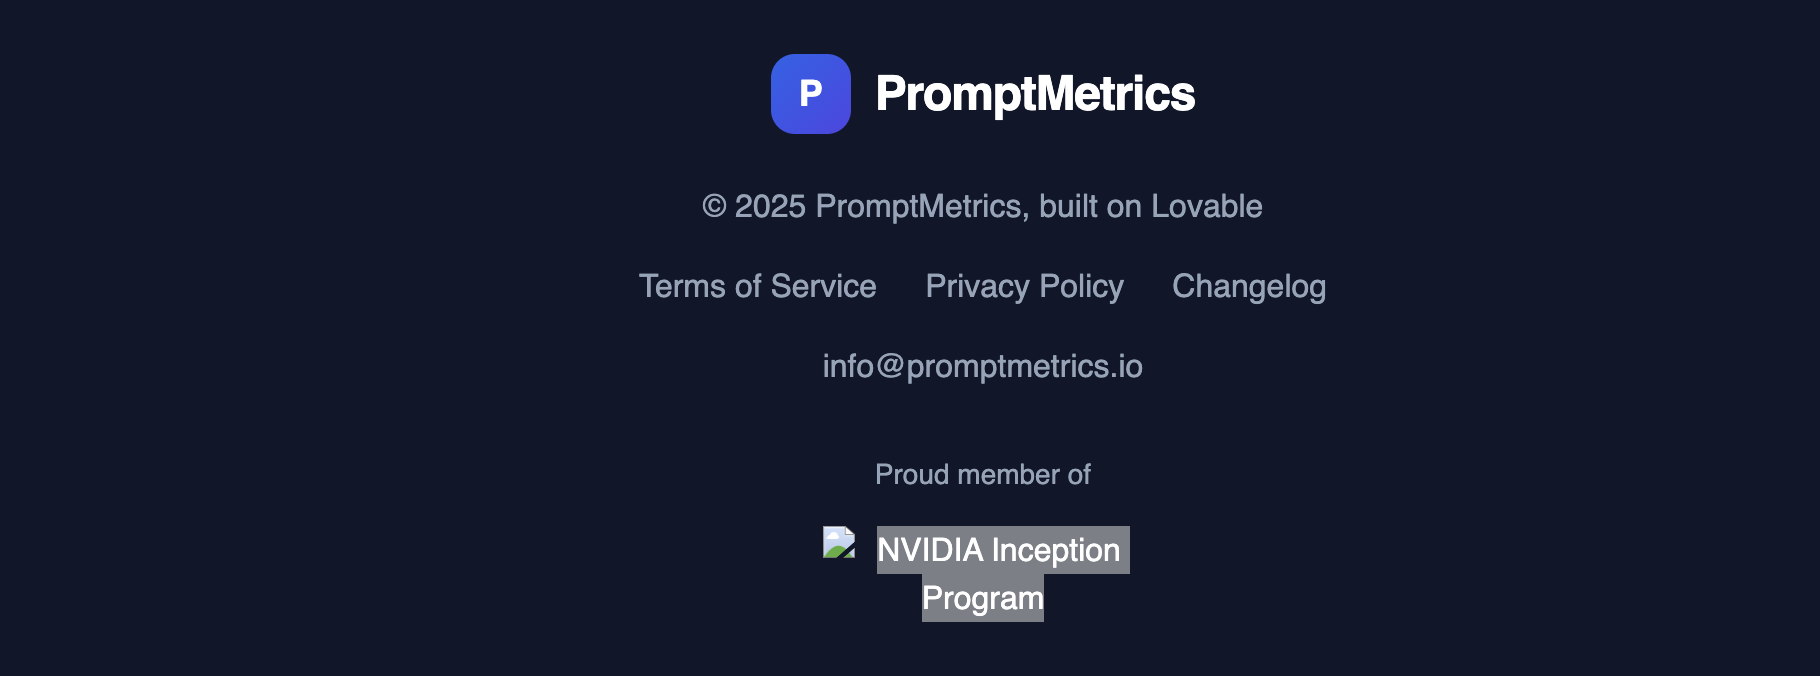 P PromptMetrics
© 2025 PromptMetrics, built on Lovable
Terms of Service Privacy Policy Changelog
info@promptmetrics.io
Proud member of
NVIDIA Inception
Program